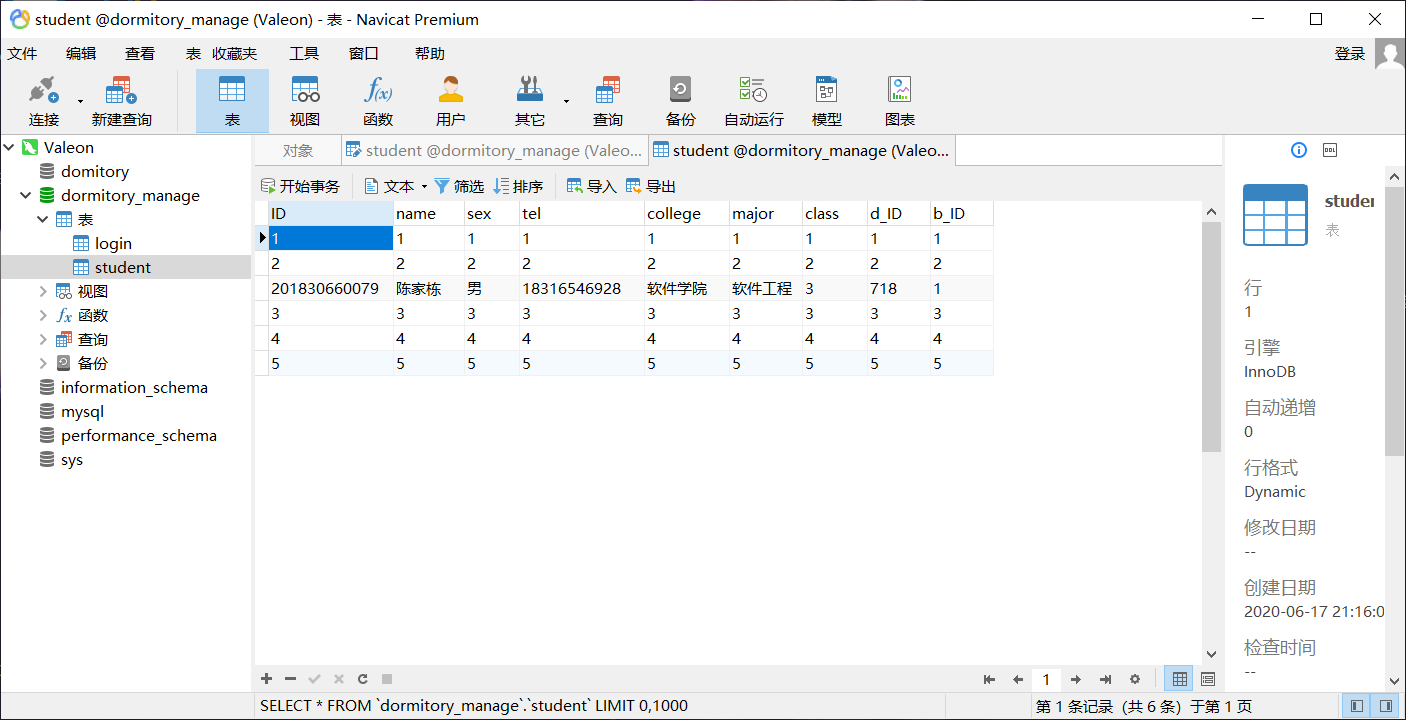 student @dormitory_manage (Valeon) - 表 - Navicat Premium
文件 编辑 查看 表 收藏夹 工具 窗口 帮助 登录
连接 新建查询 表 视图 函数 用户 其它 查询 备份 自动运行 模型 图表
Valeon
domitory
dormitory_manage
表
login
student
视图
函数
查询
备份
information_schema
mysql
performance_schema
sys
对象 student @dormitory_manage (Valeo... student @dormitory_manage (Valeo...
开始事务 文本 筛选 排序 导入 导出
ID name sex tel college major class d_ID b_ID
1 1 1 1 1 1 1 1 1
2 2 2 2 2 2 2 2 2
201830660079 陈家栋 男 18316546928 软件学院 软件工程 3 718 1
3 3 3 3 3 3 3 3 3
4 4 4 4 4 4 4 4 4
5 5 5 5 5 5 5 5 5
1
SELECT * FROM `dormitory_manage`.`student` LIMIT 0,1000
第 1 条记录（共 6 条）于第 1 页
DDL
studer
表
行
1
引擎
InnoDB
自动递增
0
行格式
Dynamic
修改日期
--
创建日期
2020-06-17 21:16:0
检查时间
--